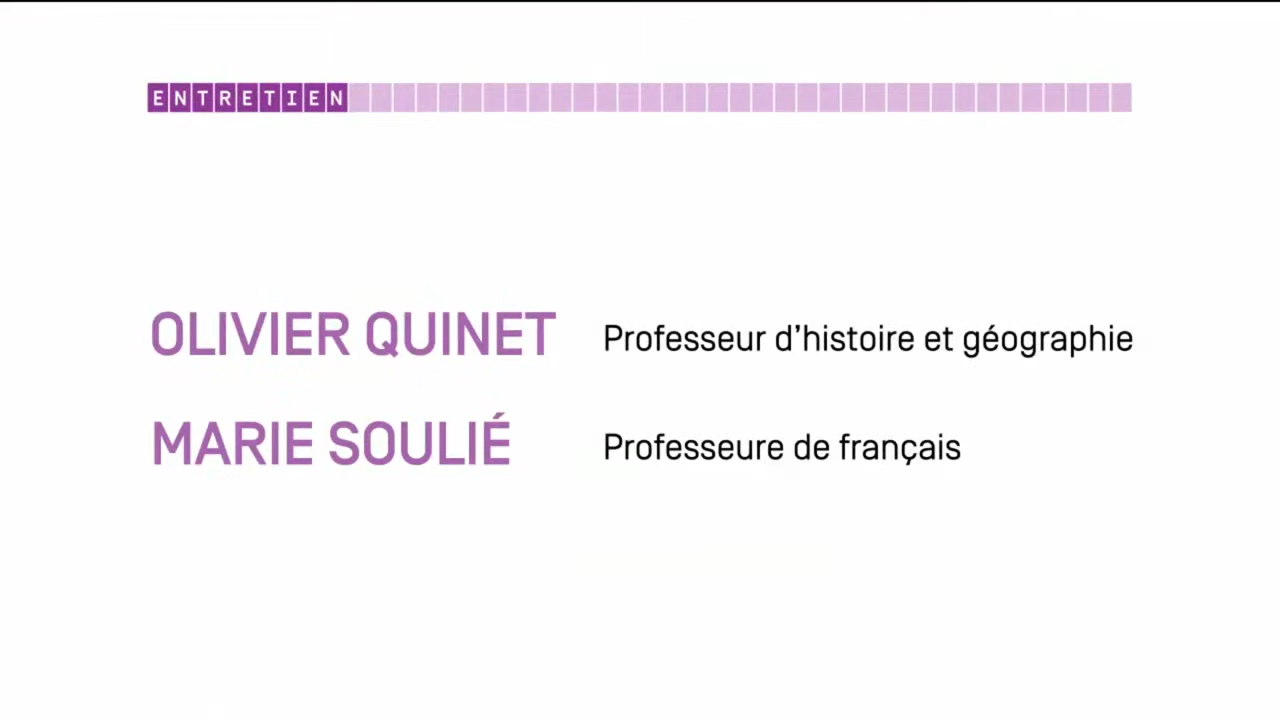 ENTRETIEN
OLIVIER QUINET Professeur d’histoire et géographie
MARIE SOULIÉ Professeure de français